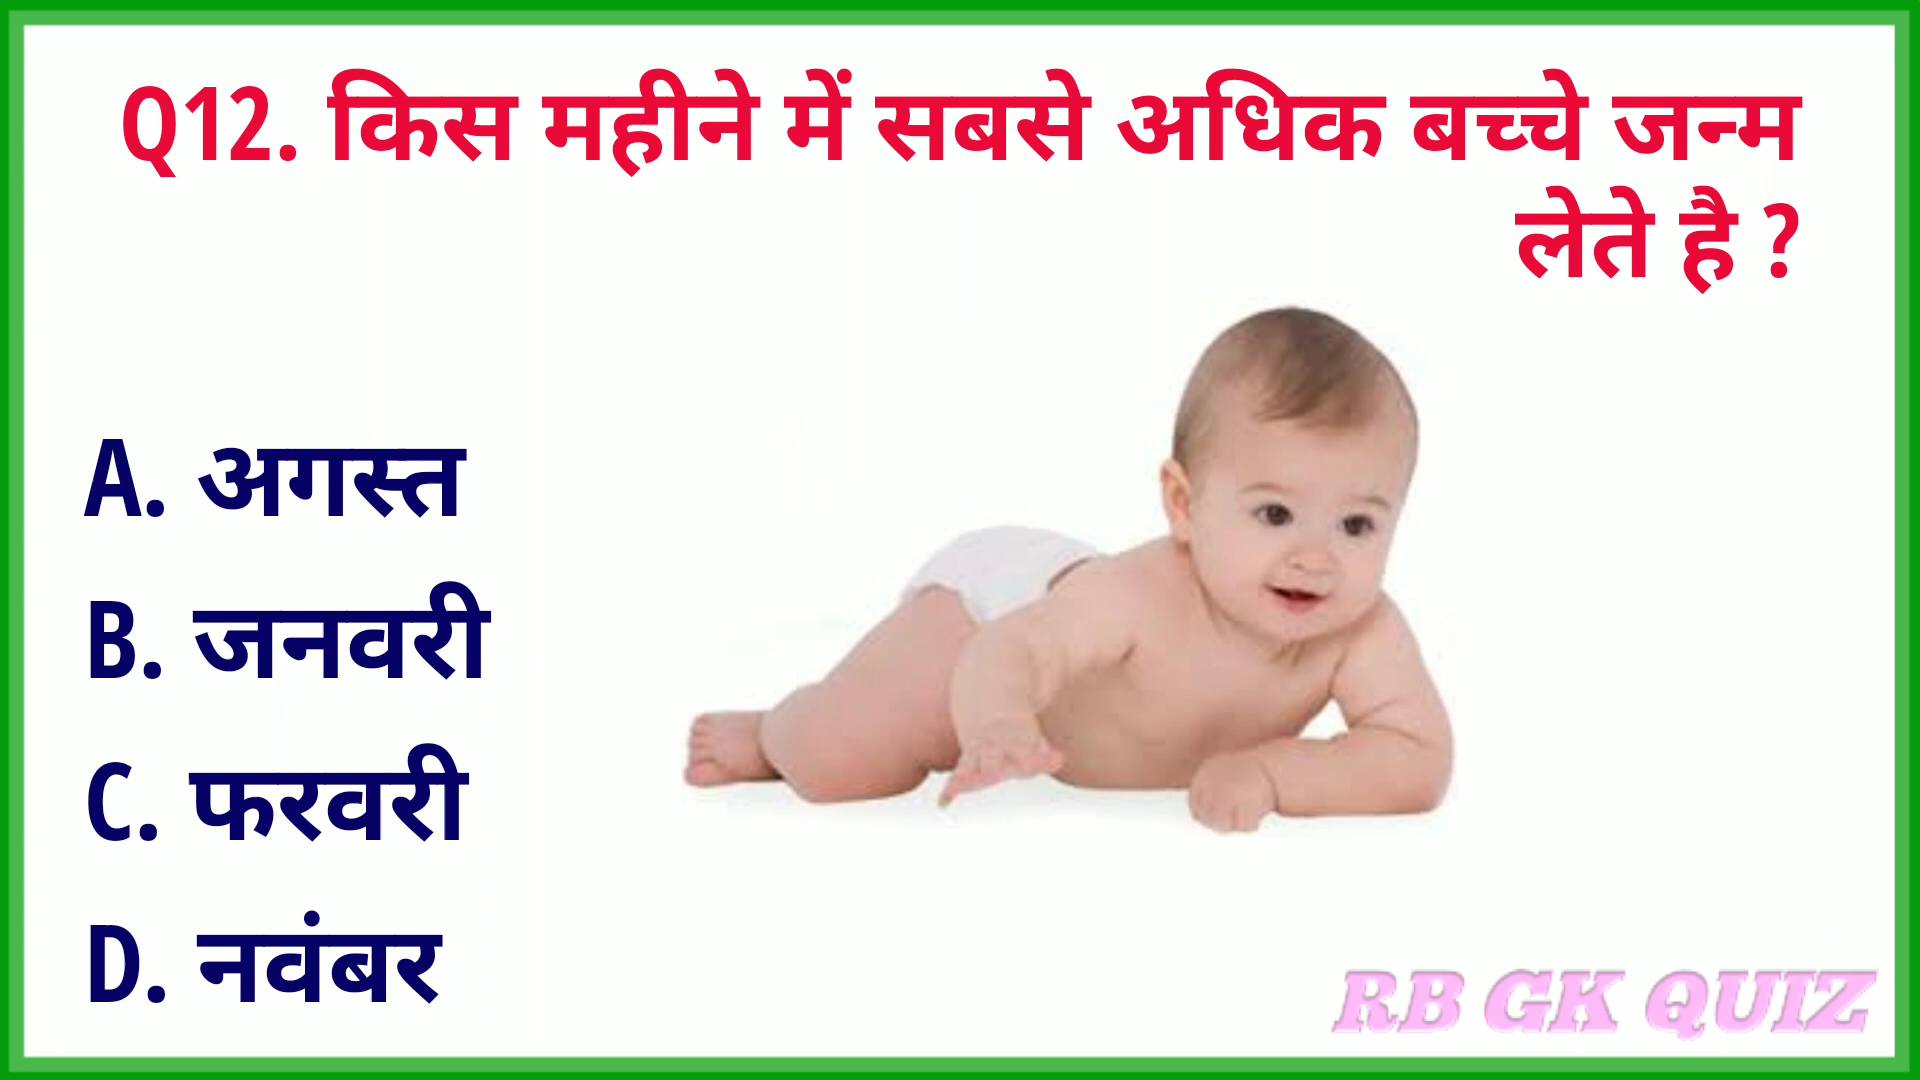 Q12. किस महीने में सबसे अधिक बच्चे जन्म
लेते है ?
A. अगस्त
B. जनवरी
C. फरवरी
D. नवंबर
RB GK QUIZ